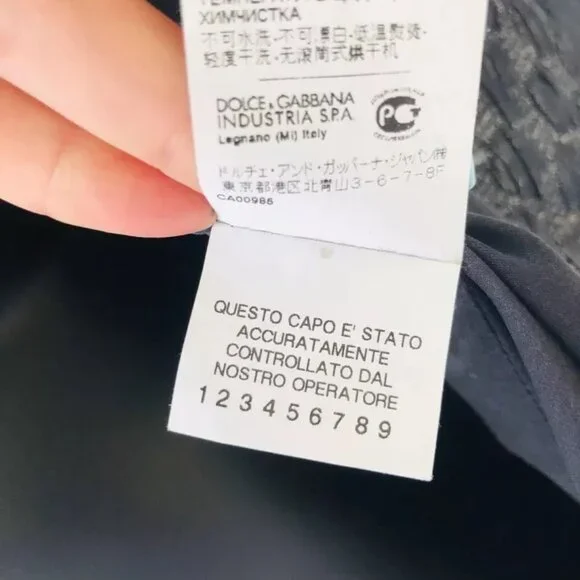 ХИМЧИСТКА
不可水洗·不可漂白·低温熨烫·
轻度干洗·无滚筒式烘干机
DOLCE & GABBANA
INDUSTRIA S.P.A.
Legnano (Mi) Italy
PG
ドルチェ・アンド・ガッバーナ・ジャパン㈱
東京都港区北青山3-6-7-8F
CA00985
QUESTO CAPO E' STATO
ACCURATAMENTE
CONTROLLATO DAL
NOSTRO OPERATORE
1 2 3 4 5 6 7 8 9